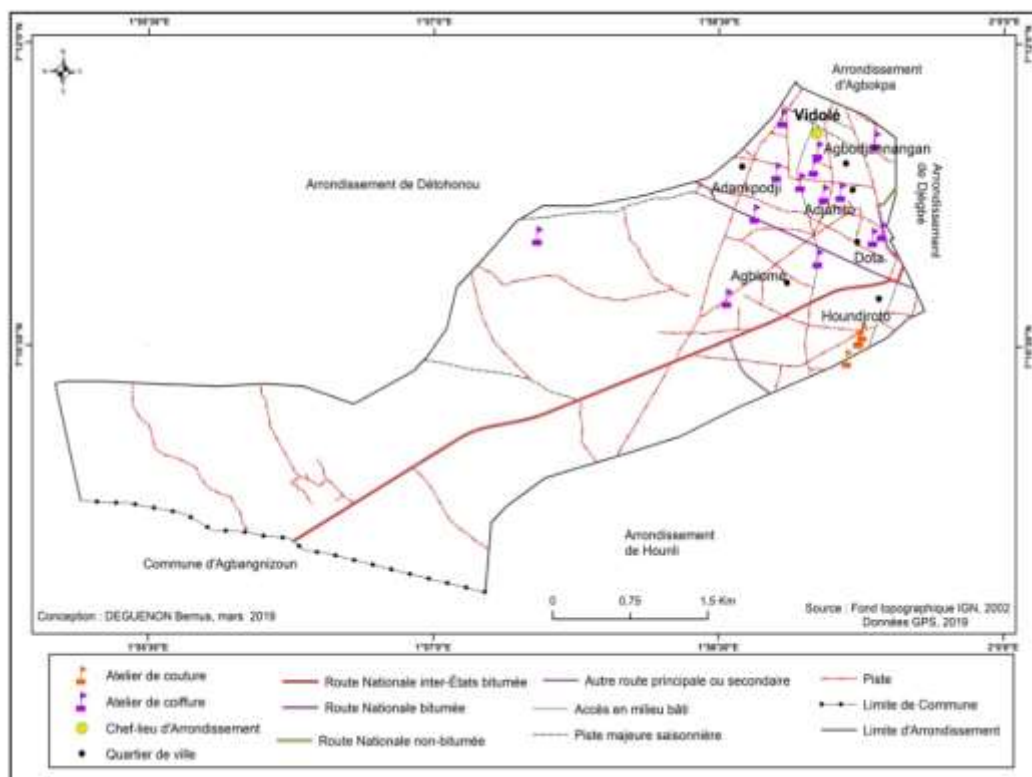 Arrondissement
d'Agbokpa
Vidolé
Arrondissement de Détohonou
Adankpodji
Arrondissement
de Djègbé
Dota
Agblomè
Houndjroto
Arrondissement
de Hounli
Commune d'Agbangnizoun
0 0,75 1,5 Km
Conception : DEGUENON Bernus, mars 2019
Source : Fond topographique IGN, 2002
Données GPS, 2019
Atelier de couture
Atelier de coiffure
Chef-lieu d'Arrondissement
Quartier de ville
Route Nationale inter-États bitumée
Route Nationale bitumée
Route Nationale non-bitumée
Autre route principale ou secondaire
Accès en milieu bâti
Piste majeure saisonnière
Piste
Limite de Commune
Limite d'Arrondissement